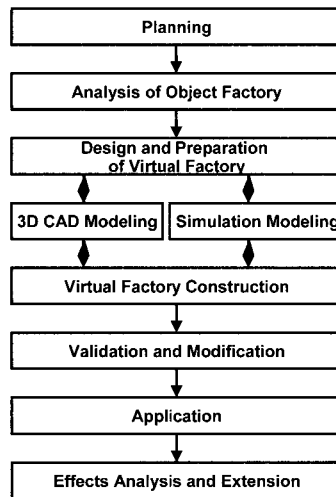 Planning
Analysis of Object Factory
Design and Preparation
of Virtual Factory
3D CAD Modeling
Simulation Modeling
Virtual Factory Construction
Validation and Modification
Application
Effects Analysis and Extension